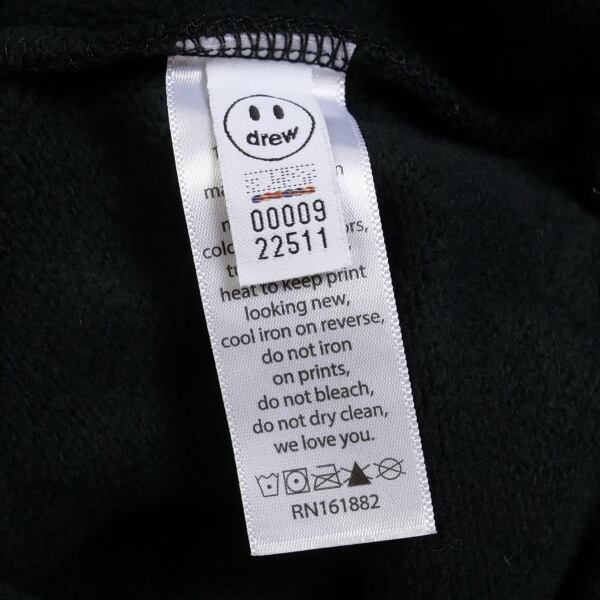 drew
00009
22511
heat to keep print
looking new,
cool iron on reverse,
do not iron
on prints,
do not bleach,
do not dry clean,
we love you.
RN161882